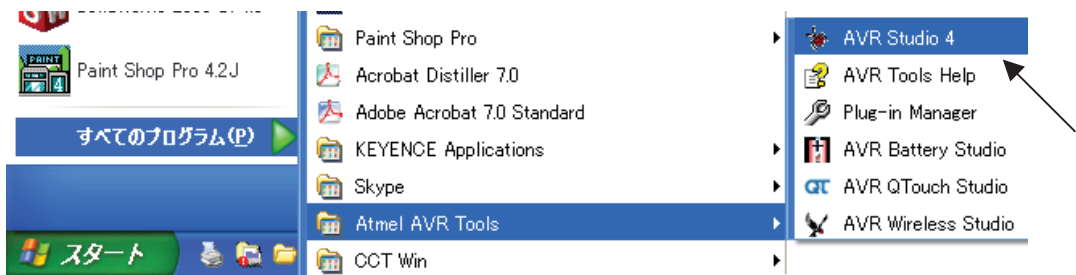 Paint Shop Pro 4.2J
すべてのプログラム(P)
スタート
Paint Shop Pro
Acrobat Distiller 7.0
Adobe Acrobat 7.0 Standard
KEYENCE Applications
Skype
Atmel AVR Tools
CCT Win
AVR Studio 4
AVR Tools Help
Plug-in Manager
AVR Battery Studio
AVR QTouch Studio
AVR Wireless Studio